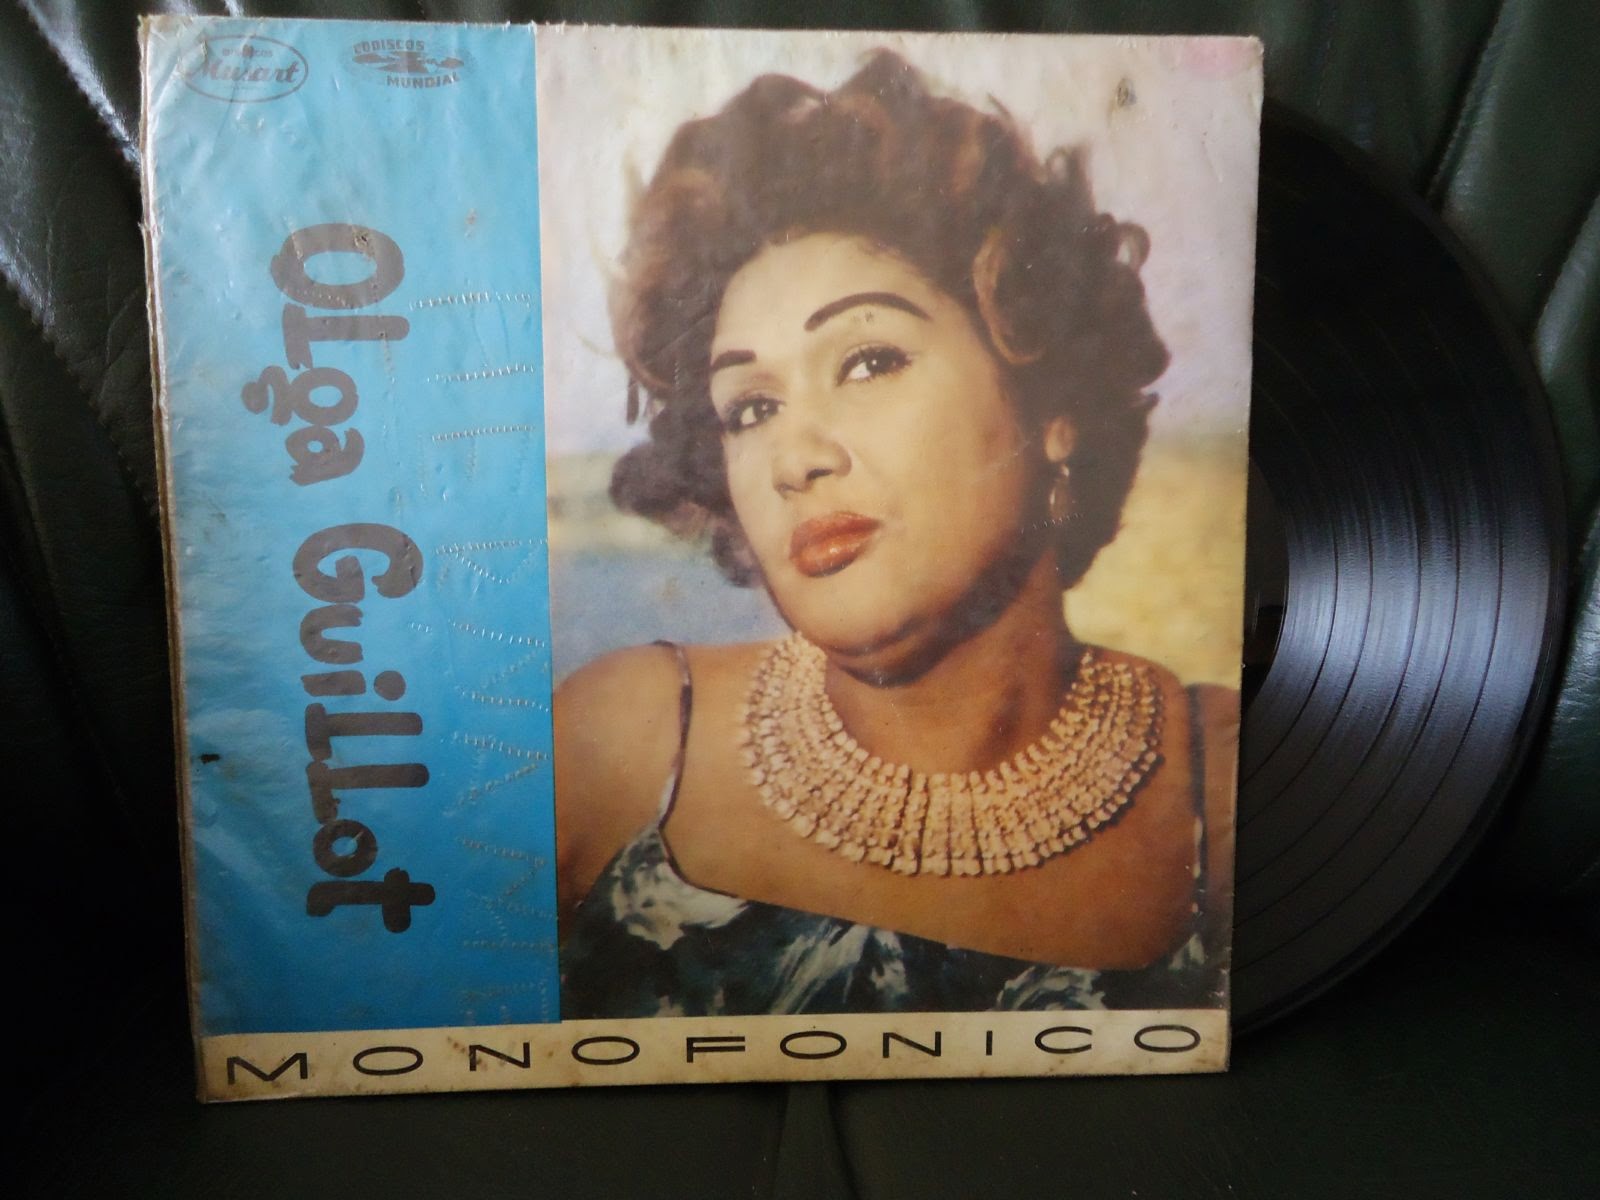 DISCOS
Musart
CODISCOS
MUNDIAL
OLga GuiLLot
MONOFONICO